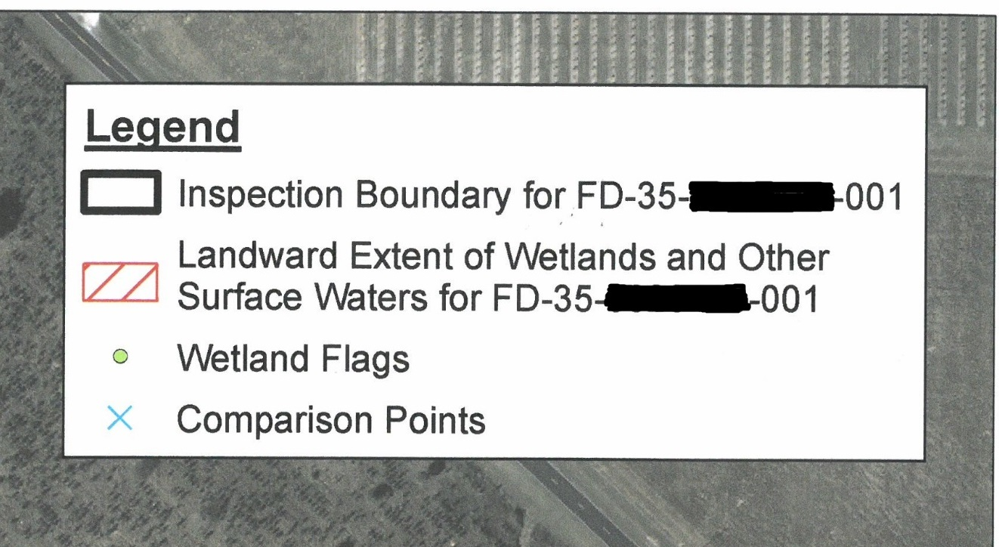 Legend
Inspection Boundary for FD-35-
-001
Landward Extent of Wetlands and Other
Surface Waters for FD-35-
-001
Wetland Flags
Comparison Points